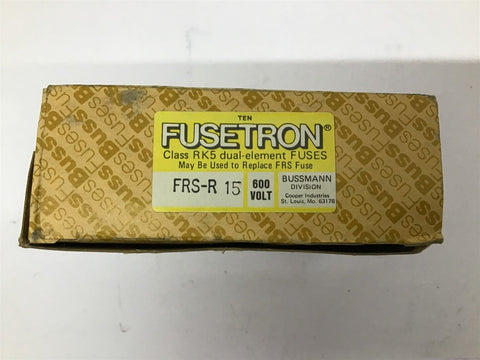 TEN
FUSETRON®
Class RK5 dual-element FUSES
May Be Used to Replace FRS Fuse
FRS-R 15
600 VOLT
BUSSMANN
DIVISION
Cooper Industries
St. Louis, Mo. 63178